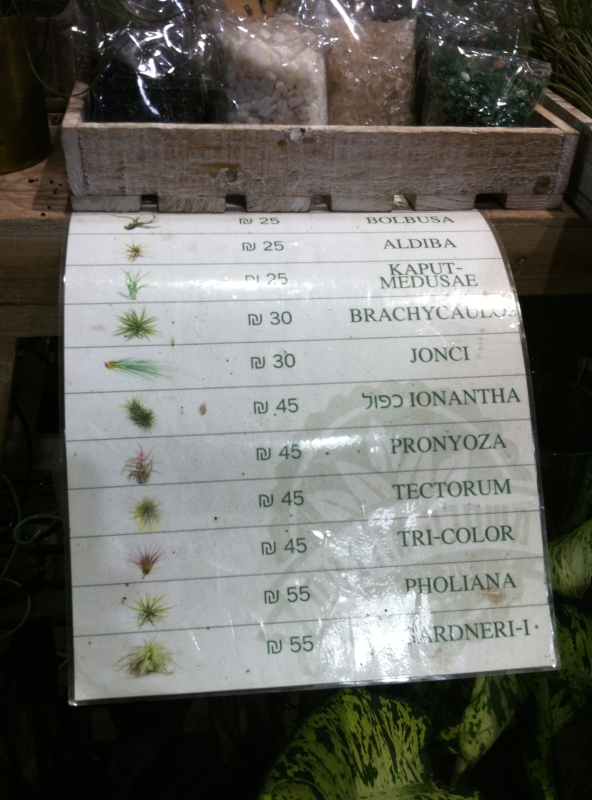 ₪ 25 BOLBUSA
₪ 25 ALDIBA
₪ 25 KAPUT-
MEDUSAE
₪ 30 BRACHYCAULOS
₪ 30 JONCI
₪ 45 כפול IONANTHA
₪ 45 PRONYOZA
₪ 45 TECTORUM
₪ 45 TRI-COLOR
₪ 55 PHOLIANA
₪ 55 GARDNERI-I